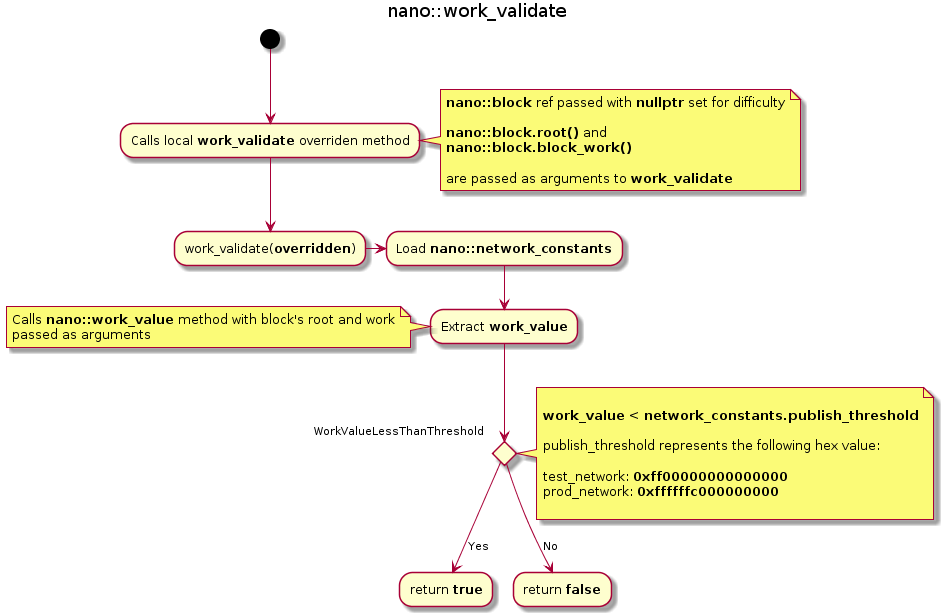 nano::work_validate
nano::block ref passed with nullptr set for difficulty
nano::block.root() and
nano::block.block_work()
are passed as arguments to work_validate
Calls local work_validate overriden method
work_validate(overridden)
Load nano::network_constants
Calls nano::work_value method with block's root and work
passed as arguments
Extract work_value
work_value < network_constants.publish_threshold
publish_threshold represents the following hex value:
test_network: 0xff00000000000000
prod_network: 0xffffffc000000000
WorkValueLessThanThreshold
Yes
No
return true
return false